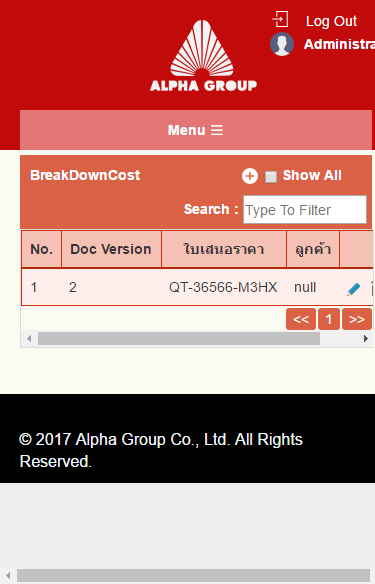 Log Out
Administra
ALPHA GROUP
Menu ☰
BreakDownCost
Show All
Search : Type To Filter
No. Doc Version ใบเสนอราคา ลูกค้า
1 2 QT-36566-M3HX null
<< 1 >>
© 2017 Alpha Group Co., Ltd. All Rights
Reserved.